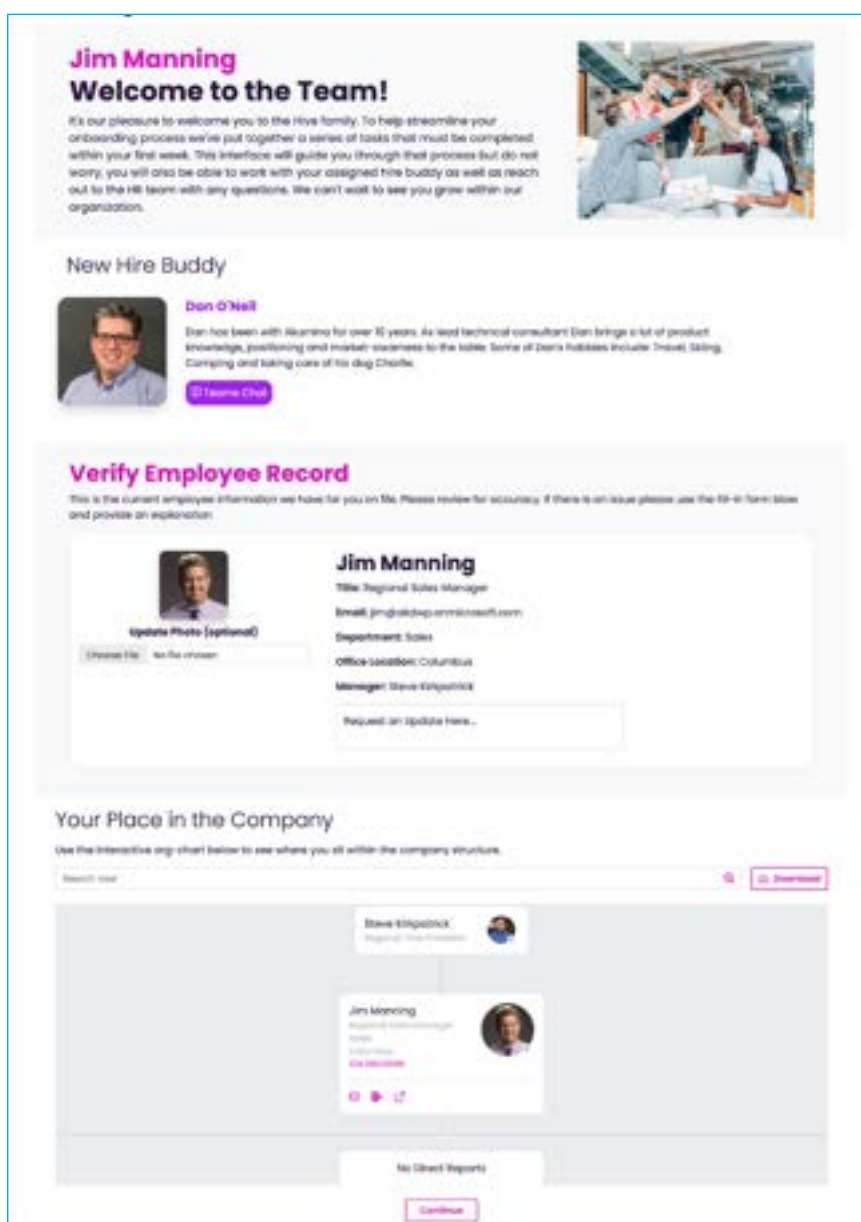 Jim Manning
Welcome to the Team!
It's our pleasure to welcome you to the Hive family. To help streamline your
onboarding process we've put together a series of tasks that must be completed
within your first week. This interface will guide you through that process but do not
worry, you will also be able to work with your assigned hire buddy as well as reach
out to the HR team with any questions. We can't wait to see you grow within our
organization.
New Hire Buddy
Dan O'Neil
Dan has been with Akumina for over 10 years. As lead technical consultant Dan brings a lot of product
knowledge, positioning and market-awareness to the table. Some of Dan's hobbies include: Travel, Skiing,
Camping and taking care of his dog Charlie.
Teams Chat
Verify Employee Record
This is the current employee information we have for you on file. Please review for accuracy. If there is an issue please use the fill-in form blow
and provide an explanation
Jim Manning
Title: Regional Sales Manager
Update Photo (optional)
Choose File No file chosen
Department: Sales
Office Location: Columbus
Manager: Steve Kirkpatrick
Request an Update Here...
Your Place in the Company
Use the interactive org-chart below to see where you sit within the company structure.
Search User
Download
Steve Kirkpatrick
Regional Vice President
Jim Manning
Regional Sales Manager
Sales
Columbus
No Direct Reports
Continue